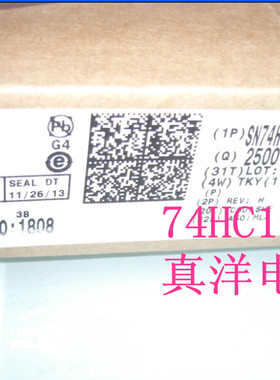 Pb
G4
e
SEAL DT
11/26/13
3B
0:1808
(1P)SN74H
(Q) 2500
(31T)LOT:
(4W) TKY(1
(P)
(2P) REV: H
74HC1
真洋电